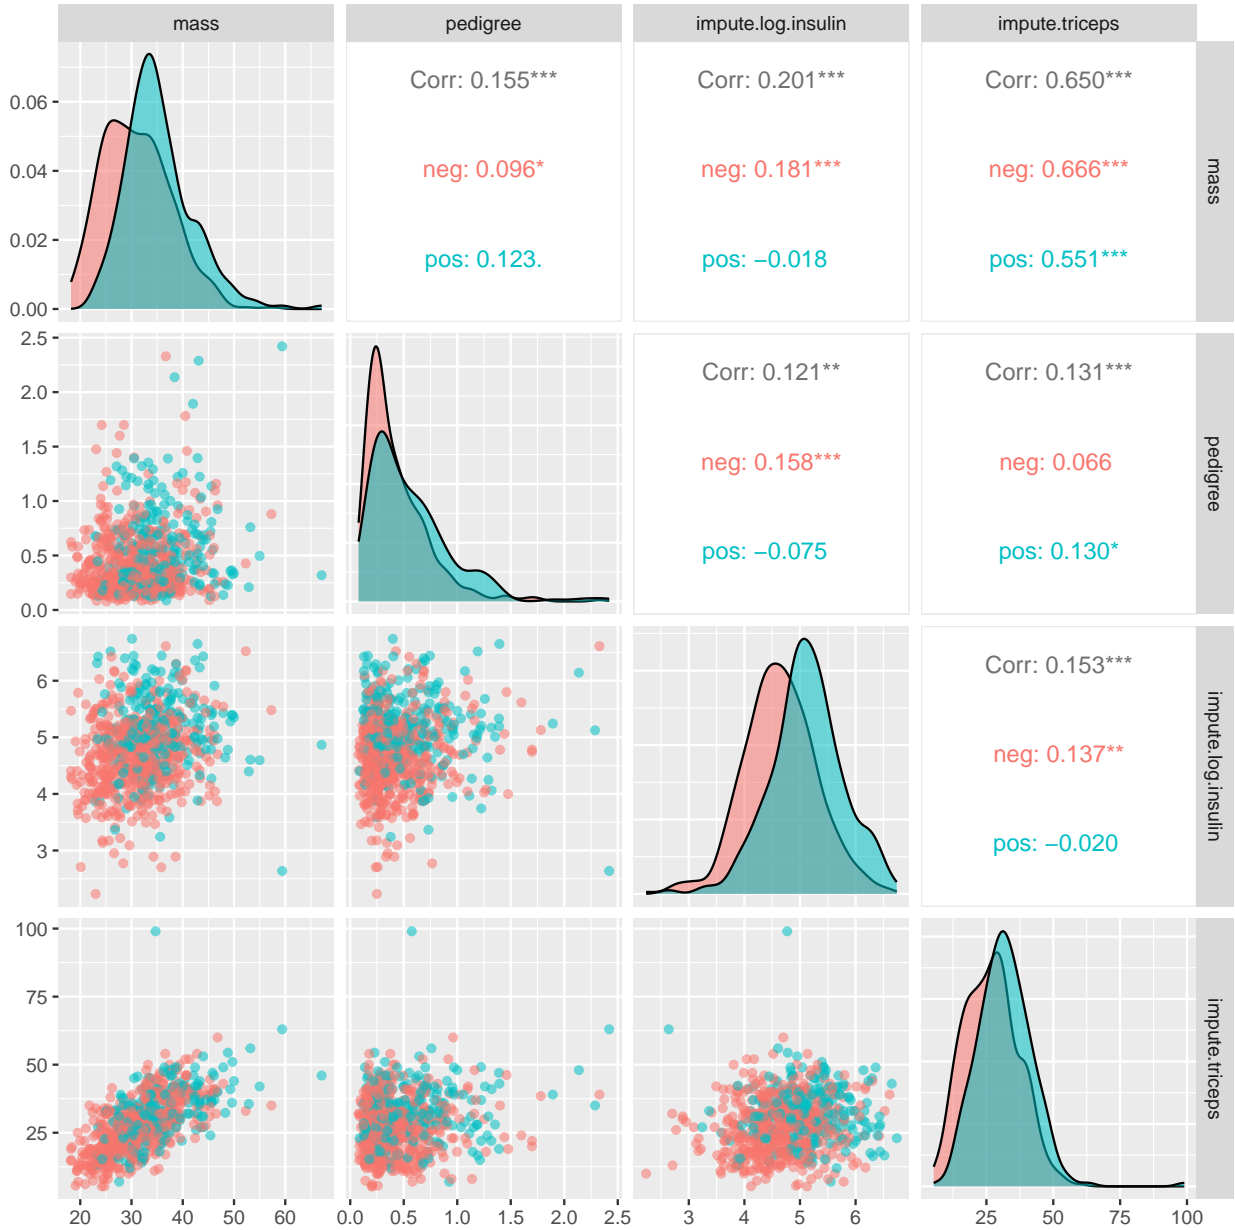 mass
pedigree
impute.log.insulin
impute.triceps
0.06
0.04
0.02
0.00
Corr: 0.155***
neg: 0.096*
pos: 0.123.
Corr: 0.201***
neg: 0.181***
pos: −0.018
Corr: 0.650***
neg: 0.666***
pos: 0.551***
mass
2.5
2.0
1.5
1.0
0.5
0.0
Corr: 0.121**
neg: 0.158***
pos: −0.075
Corr: 0.131***
neg: 0.066
pos: 0.130*
pedigree
6
5
4
3
Corr: 0.153***
neg: 0.137**
pos: −0.020
impute.log.insulin
100
75
50
25
impute.triceps
20 30 40 50 60
0.0 0.5 1.0 1.5 2.0 2.5
3 4 5 6
25 50 75 100